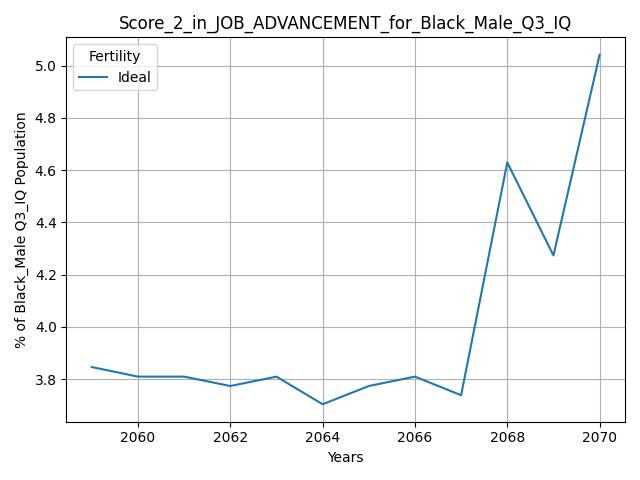 Score_2_in_JOB_ADVANCEMENT_for_Black_Male_Q3_IQ
Fertility
Ideal
% of Black_Male Q3_IQ Population
5.0
4.8
4.6
4.4
4.2
4.0
3.8
2060
2062
2064
2066
2068
2070
Years